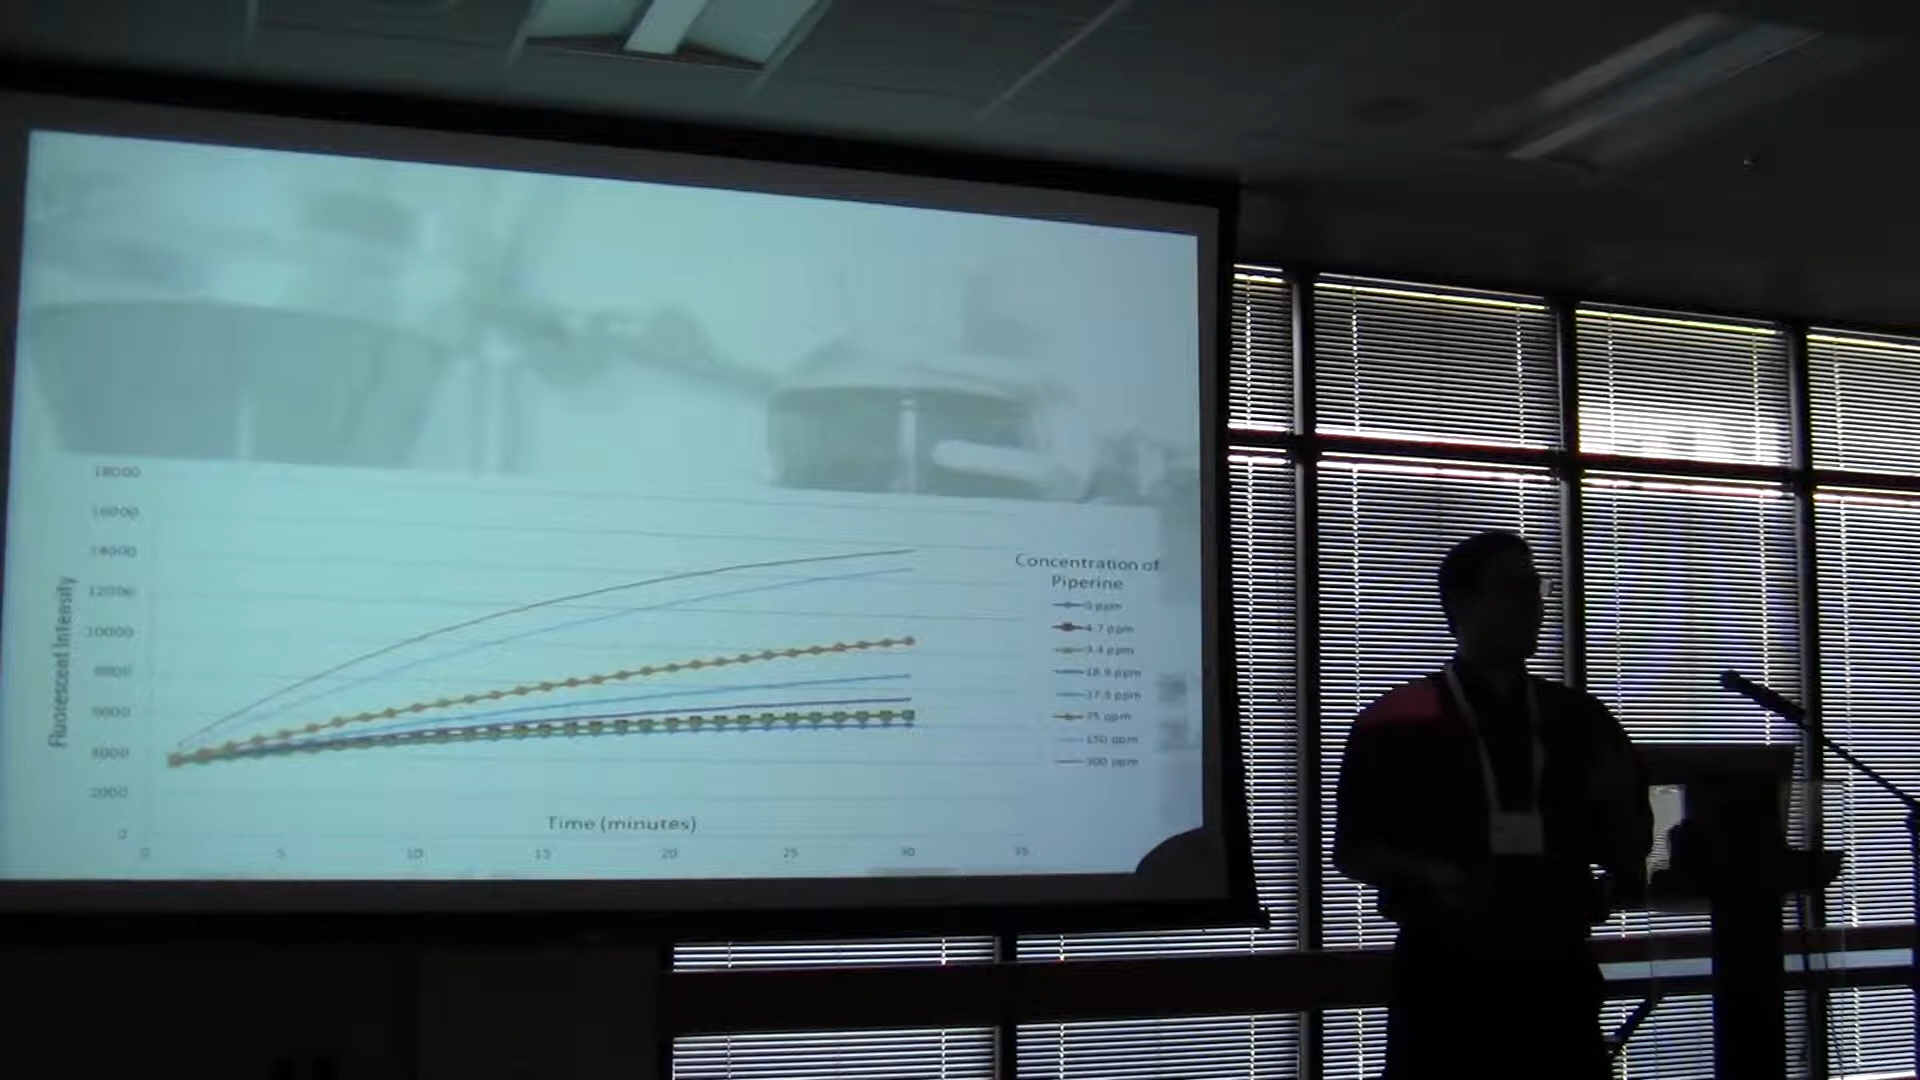 18000
16000
14000
12000
10000
8000
6000
4000
2000
0
Fluorescent Intensity
0 5 10 15 20 25 30 35
Time (minutes)
Concentration of
Piperine
0 ppm
4.7 ppm
9.4 ppm
18.8 ppm
37.5 ppm
75 ppm
150 ppm
300 ppm